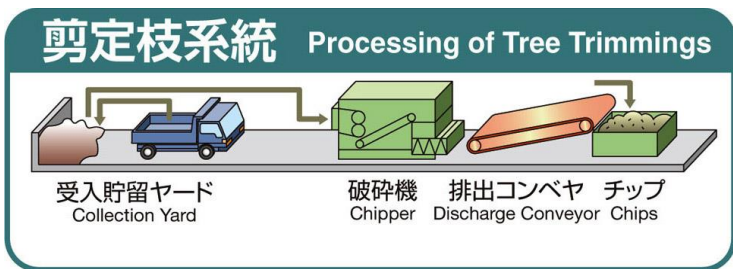 剪定枝系統 Processing of Tree Trimmings
受入貯留ヤード
Collection Yard
破砕機
Chipper
排出コンベヤ
Discharge Conveyor
チップ
Chips